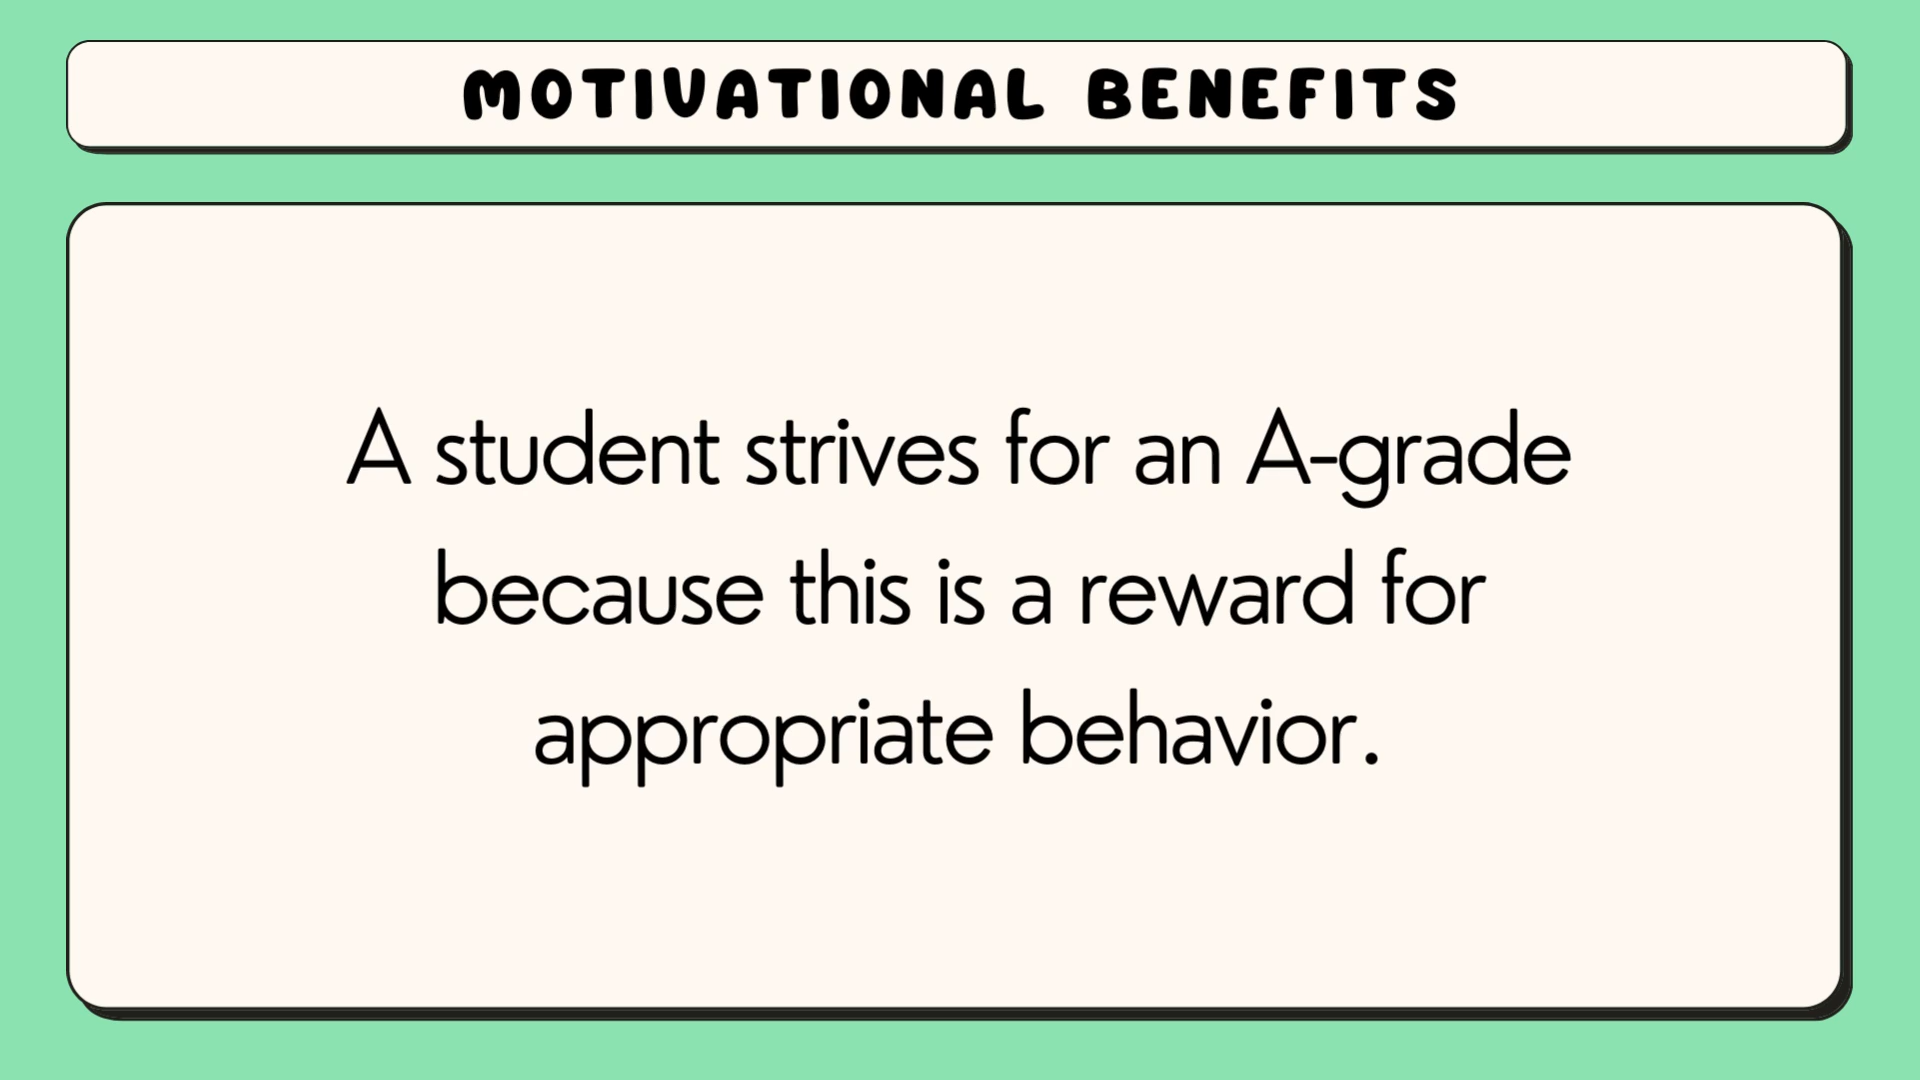 MOTIVATIONAL BENEFITS
A student strives for an A-grade
because this is a reward for
appropriate behavior.